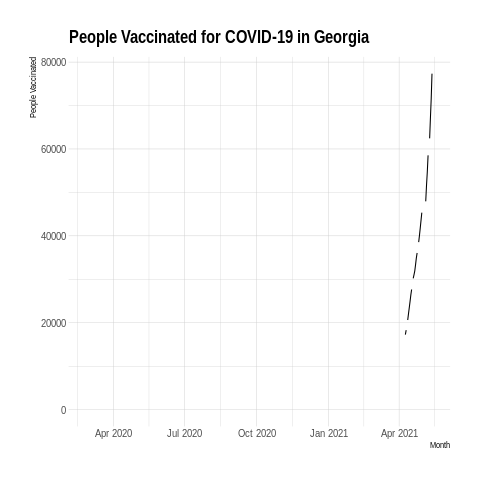 People Vaccinated for COVID-19 in Georgia
People Vaccinated
80000
60000
40000
20000
0
Apr 2020 Jul 2020 Oct 2020 Jan 2021 Apr 2021
Month